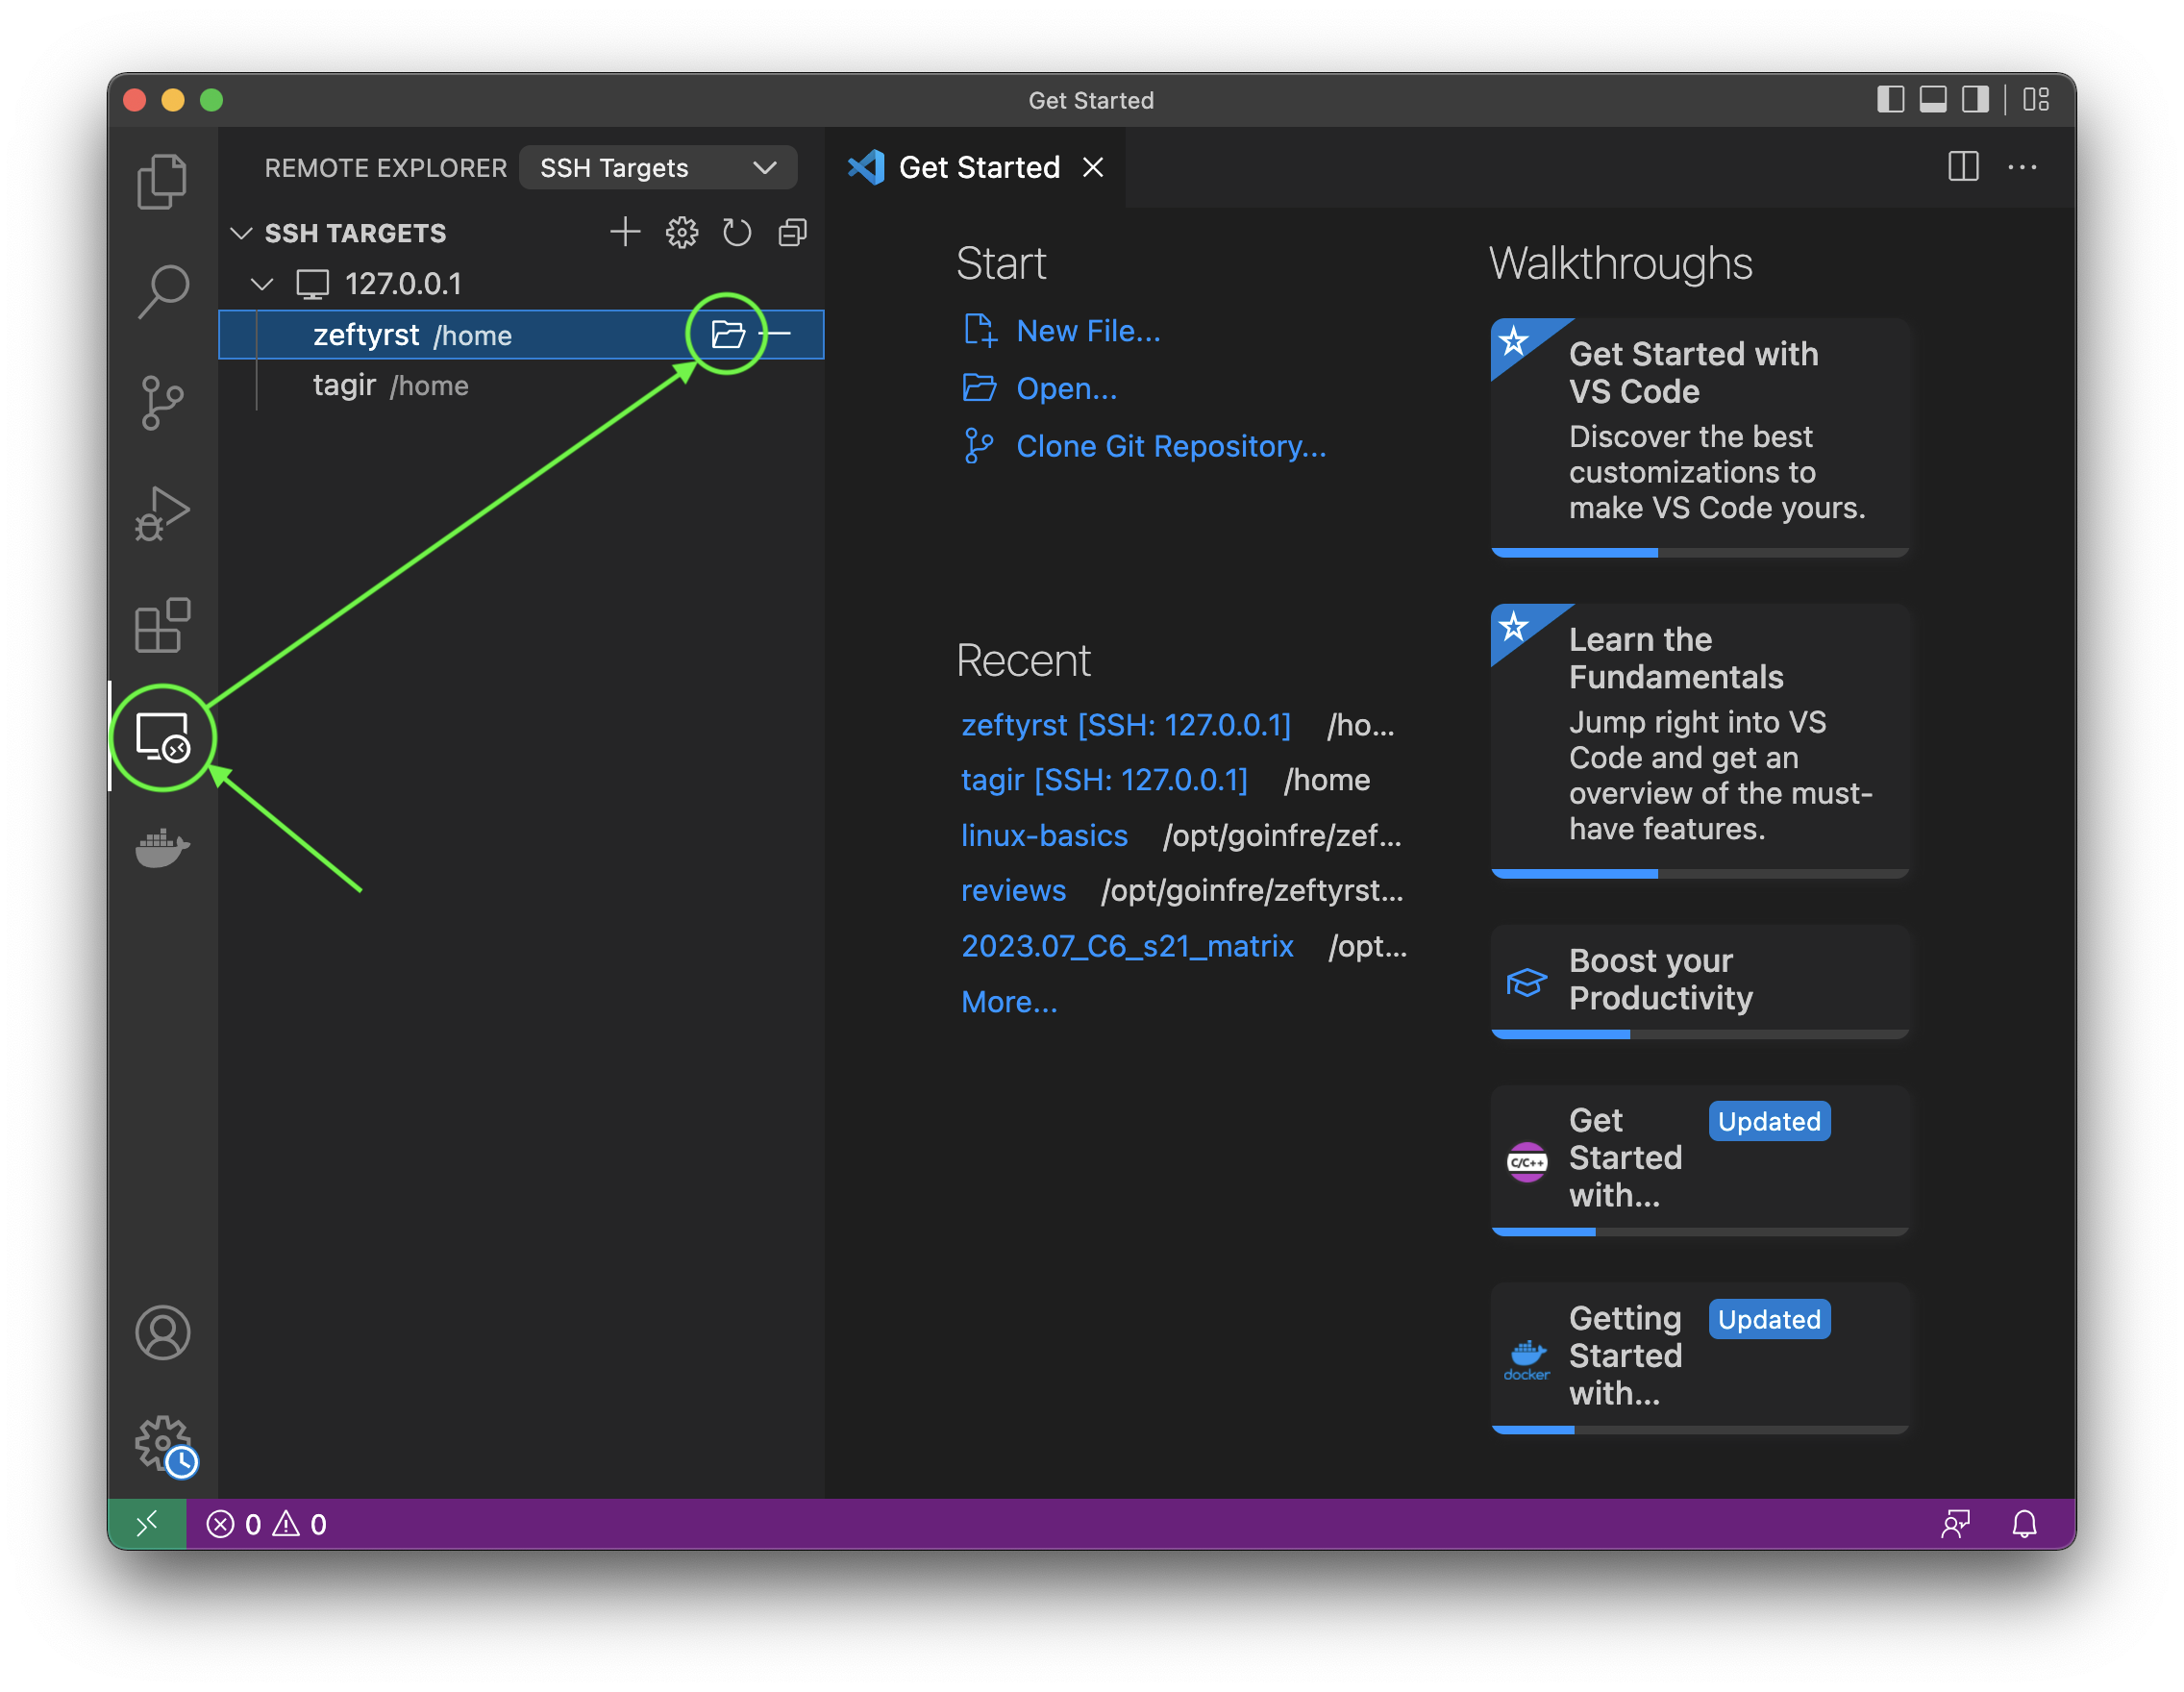 Get Started
REMOTE EXPLORER
SSH Targets
SSH TARGETS
127.0.0.1
zeftyrst /home
tagir /home
Get Started
Start
New File...
Open...
Clone Git Repository...
Recent
zeftyrst [SSH: 127.0.0.1] /ho...
tagir [SSH: 127.0.0.1] /home
linux-basics /opt/goinfre/zef...
reviews /opt/goinfre/zeftyrst...
2023.07_C6_s21_matrix /opt...
More...
Walkthroughs
Get Started with
VS Code
Discover the best
customizations to
make VS Code yours.
Learn the
Fundamentals
Jump right into VS
Code and get an
overview of the must-
have features.
Boost your
Productivity
C/C++
Get
Started
with...
Updated
docker
Getting
Started
with...
Updated
0 0